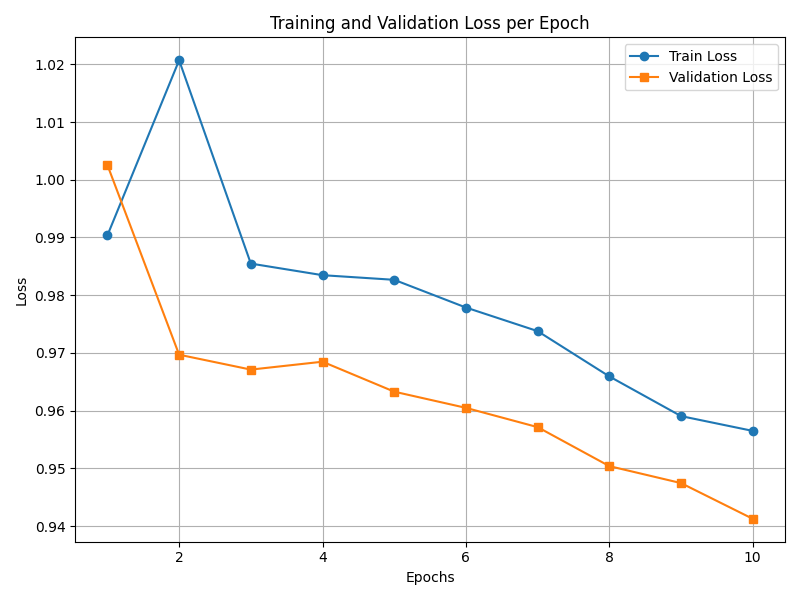 Training and Validation Loss per Epoch
Train Loss
Validation Loss
1.02
1.01
1.00
0.99
0.98
0.97
0.96
0.95
0.94
Loss
2 4 6 8 10
Epochs